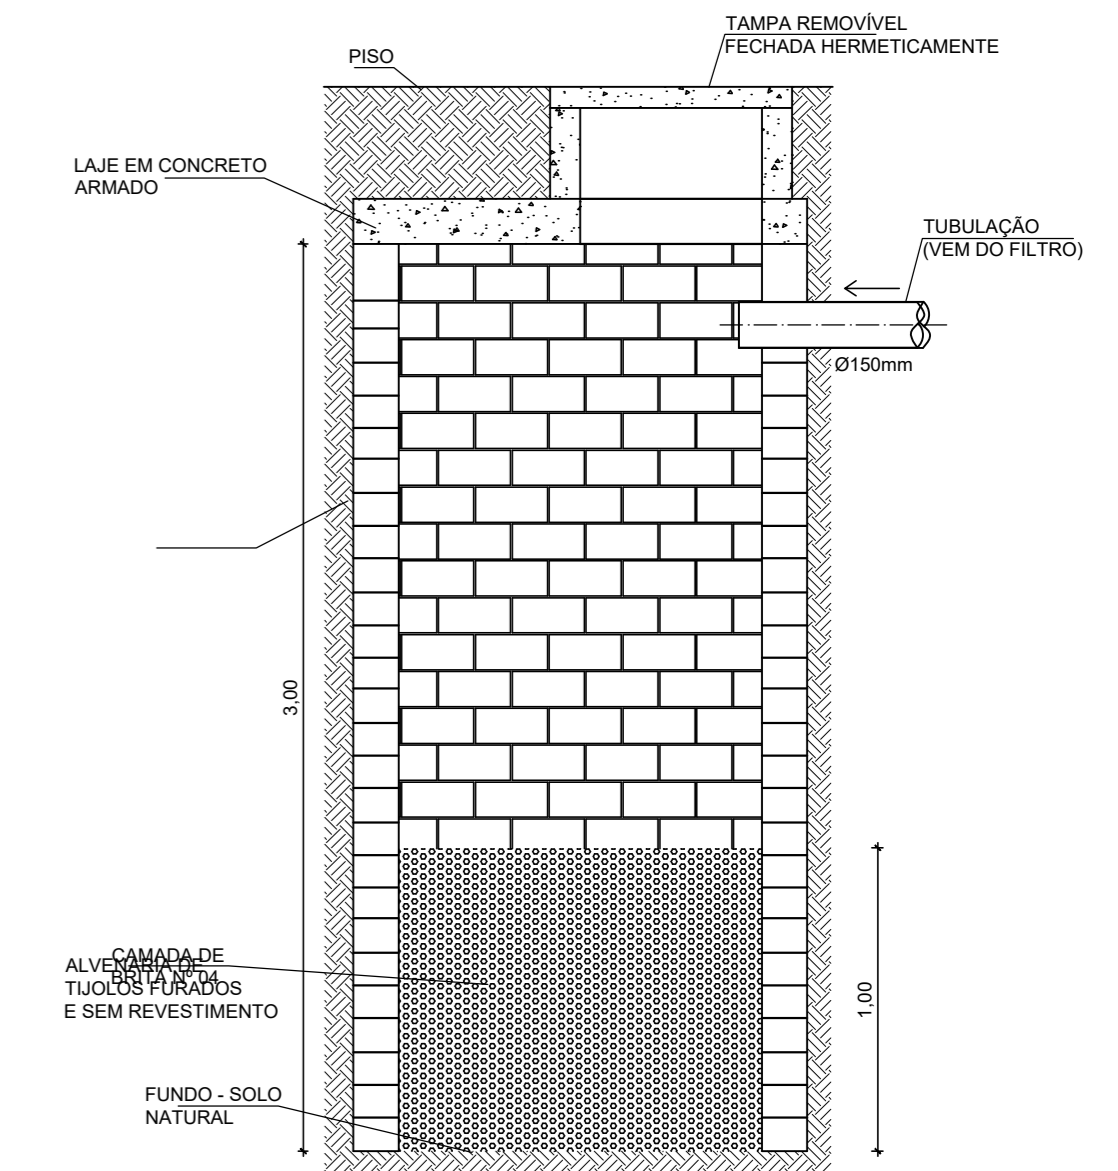 TAMPA REMOVÍVEL
FECHADA HERMETICAMENTE
PISO
LAJE EM CONCRETO
ARMADO
TUBULAÇÃO
(VEM DO FILTRO)
Ø150mm
3,00
CAMADA DE
BRITA Nº 04
ALVENARIA DE
TIJOLOS FURADOS
E SEM REVESTIMENTO
1,00
FUNDO - SOLO
NATURAL